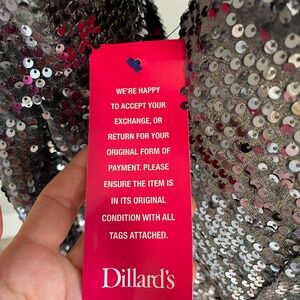 WE'RE HAPPY
TO ACCEPT YOUR
EXCHANGE, OR
RETURN FOR YOUR
ORIGINAL FORM OF
PAYMENT. PLEASE
ENSURE THE ITEM IS
IN ITS ORIGINAL
CONDITION WITH ALL
TAGS ATTACHED.
Dillard's